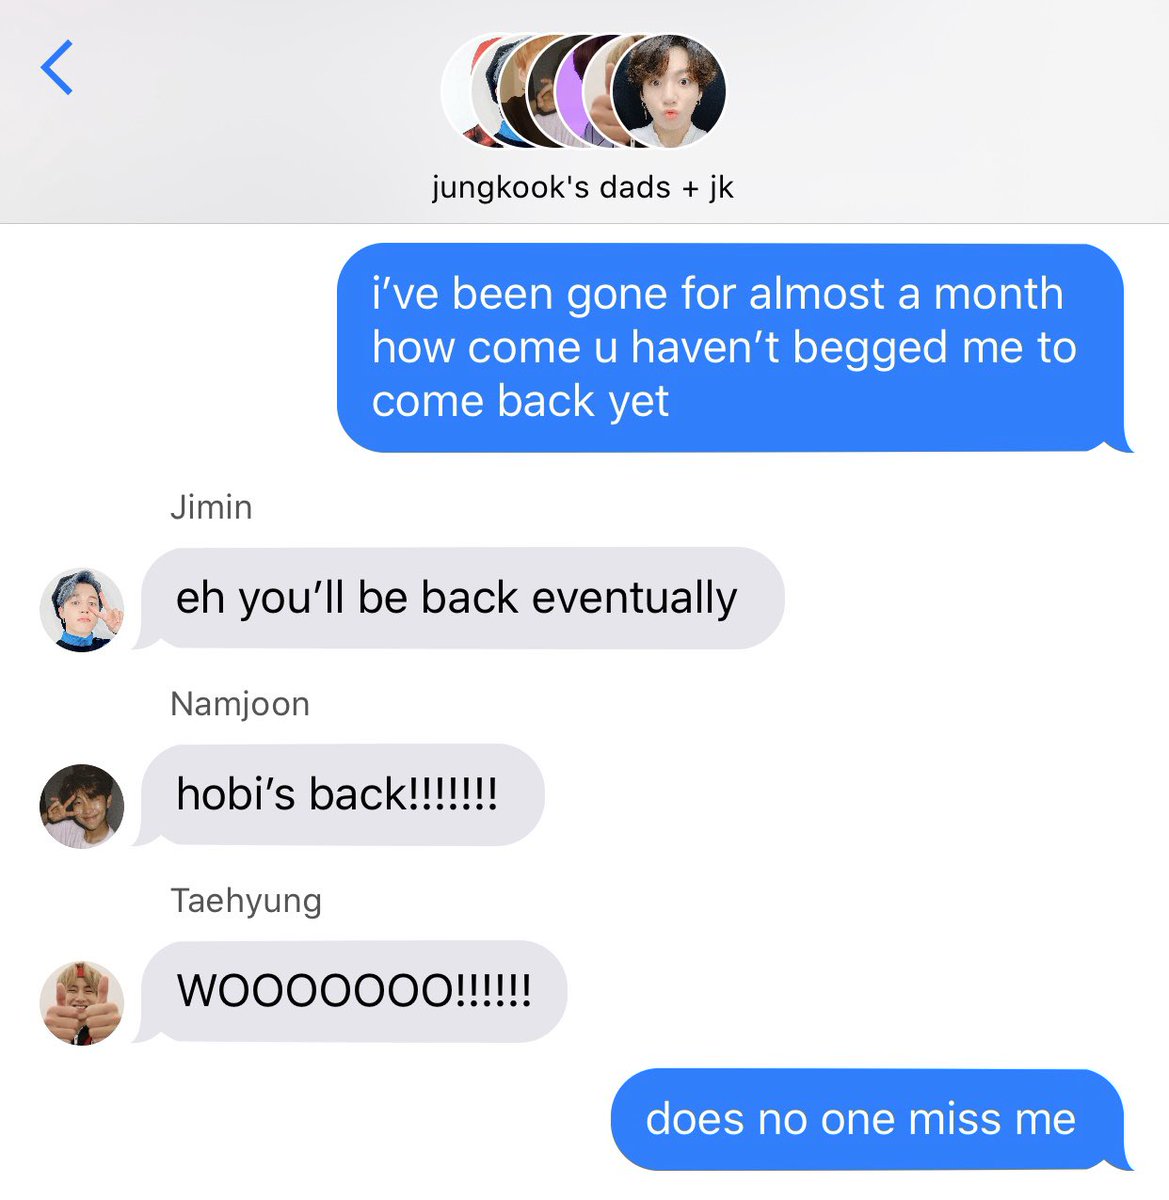 jungkook's dads + jk
i’ve been gone for almost a month
how come u haven’t begged me to
come back yet
Jimin
eh you’ll be back eventually
Namjoon
hobi’s back!!!!!!!
Taehyung
WOOOOOOO!!!!!!
does no one miss me